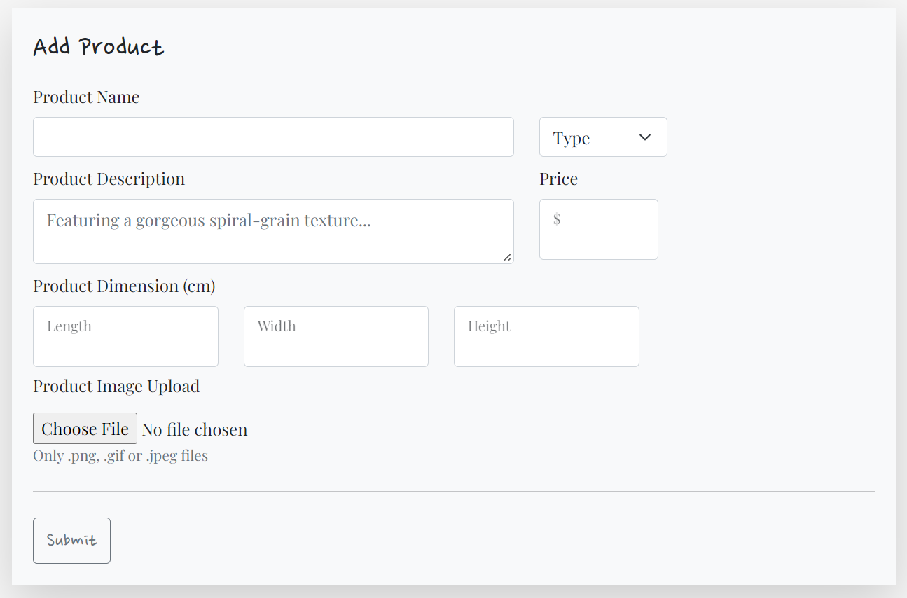 Add Product
Product Name
Type
Product Description
Price
Featuring a gorgeous spiral-grain texture...
$
Product Dimension (cm)
Length
Width
Height
Product Image Upload
Choose File No file chosen
Only .png, .gif or .jpeg files
Submit